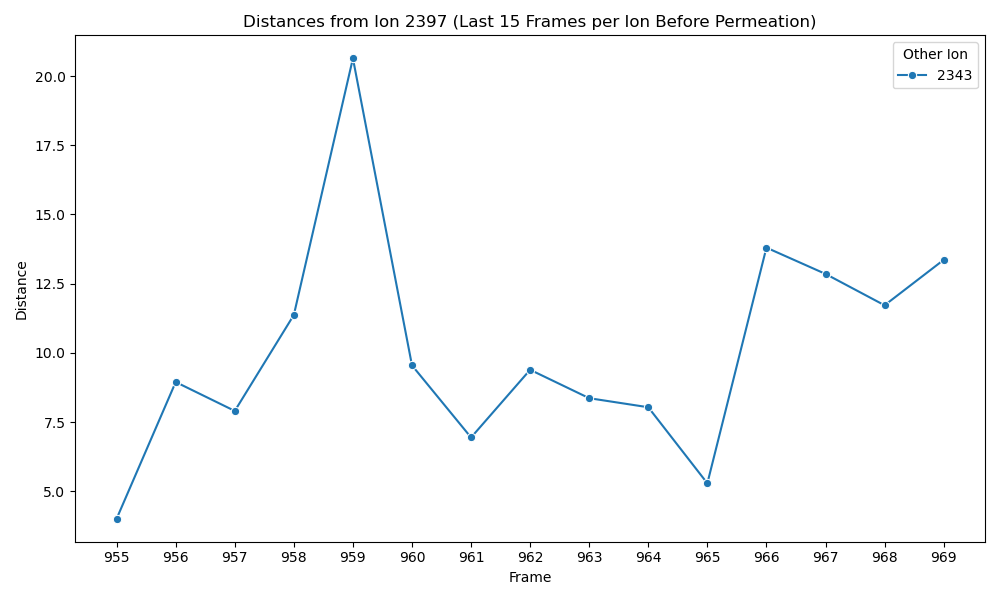 Distances from Ion 2397 (Last 15 Frames per Ion Before Permeation)
Other Ion
2343
20.0
17.5
15.0
12.5
10.0
7.5
5.0
Distance
955 956 957 958 959 960 961 962 963 964 965 966 967 968 969
Frame